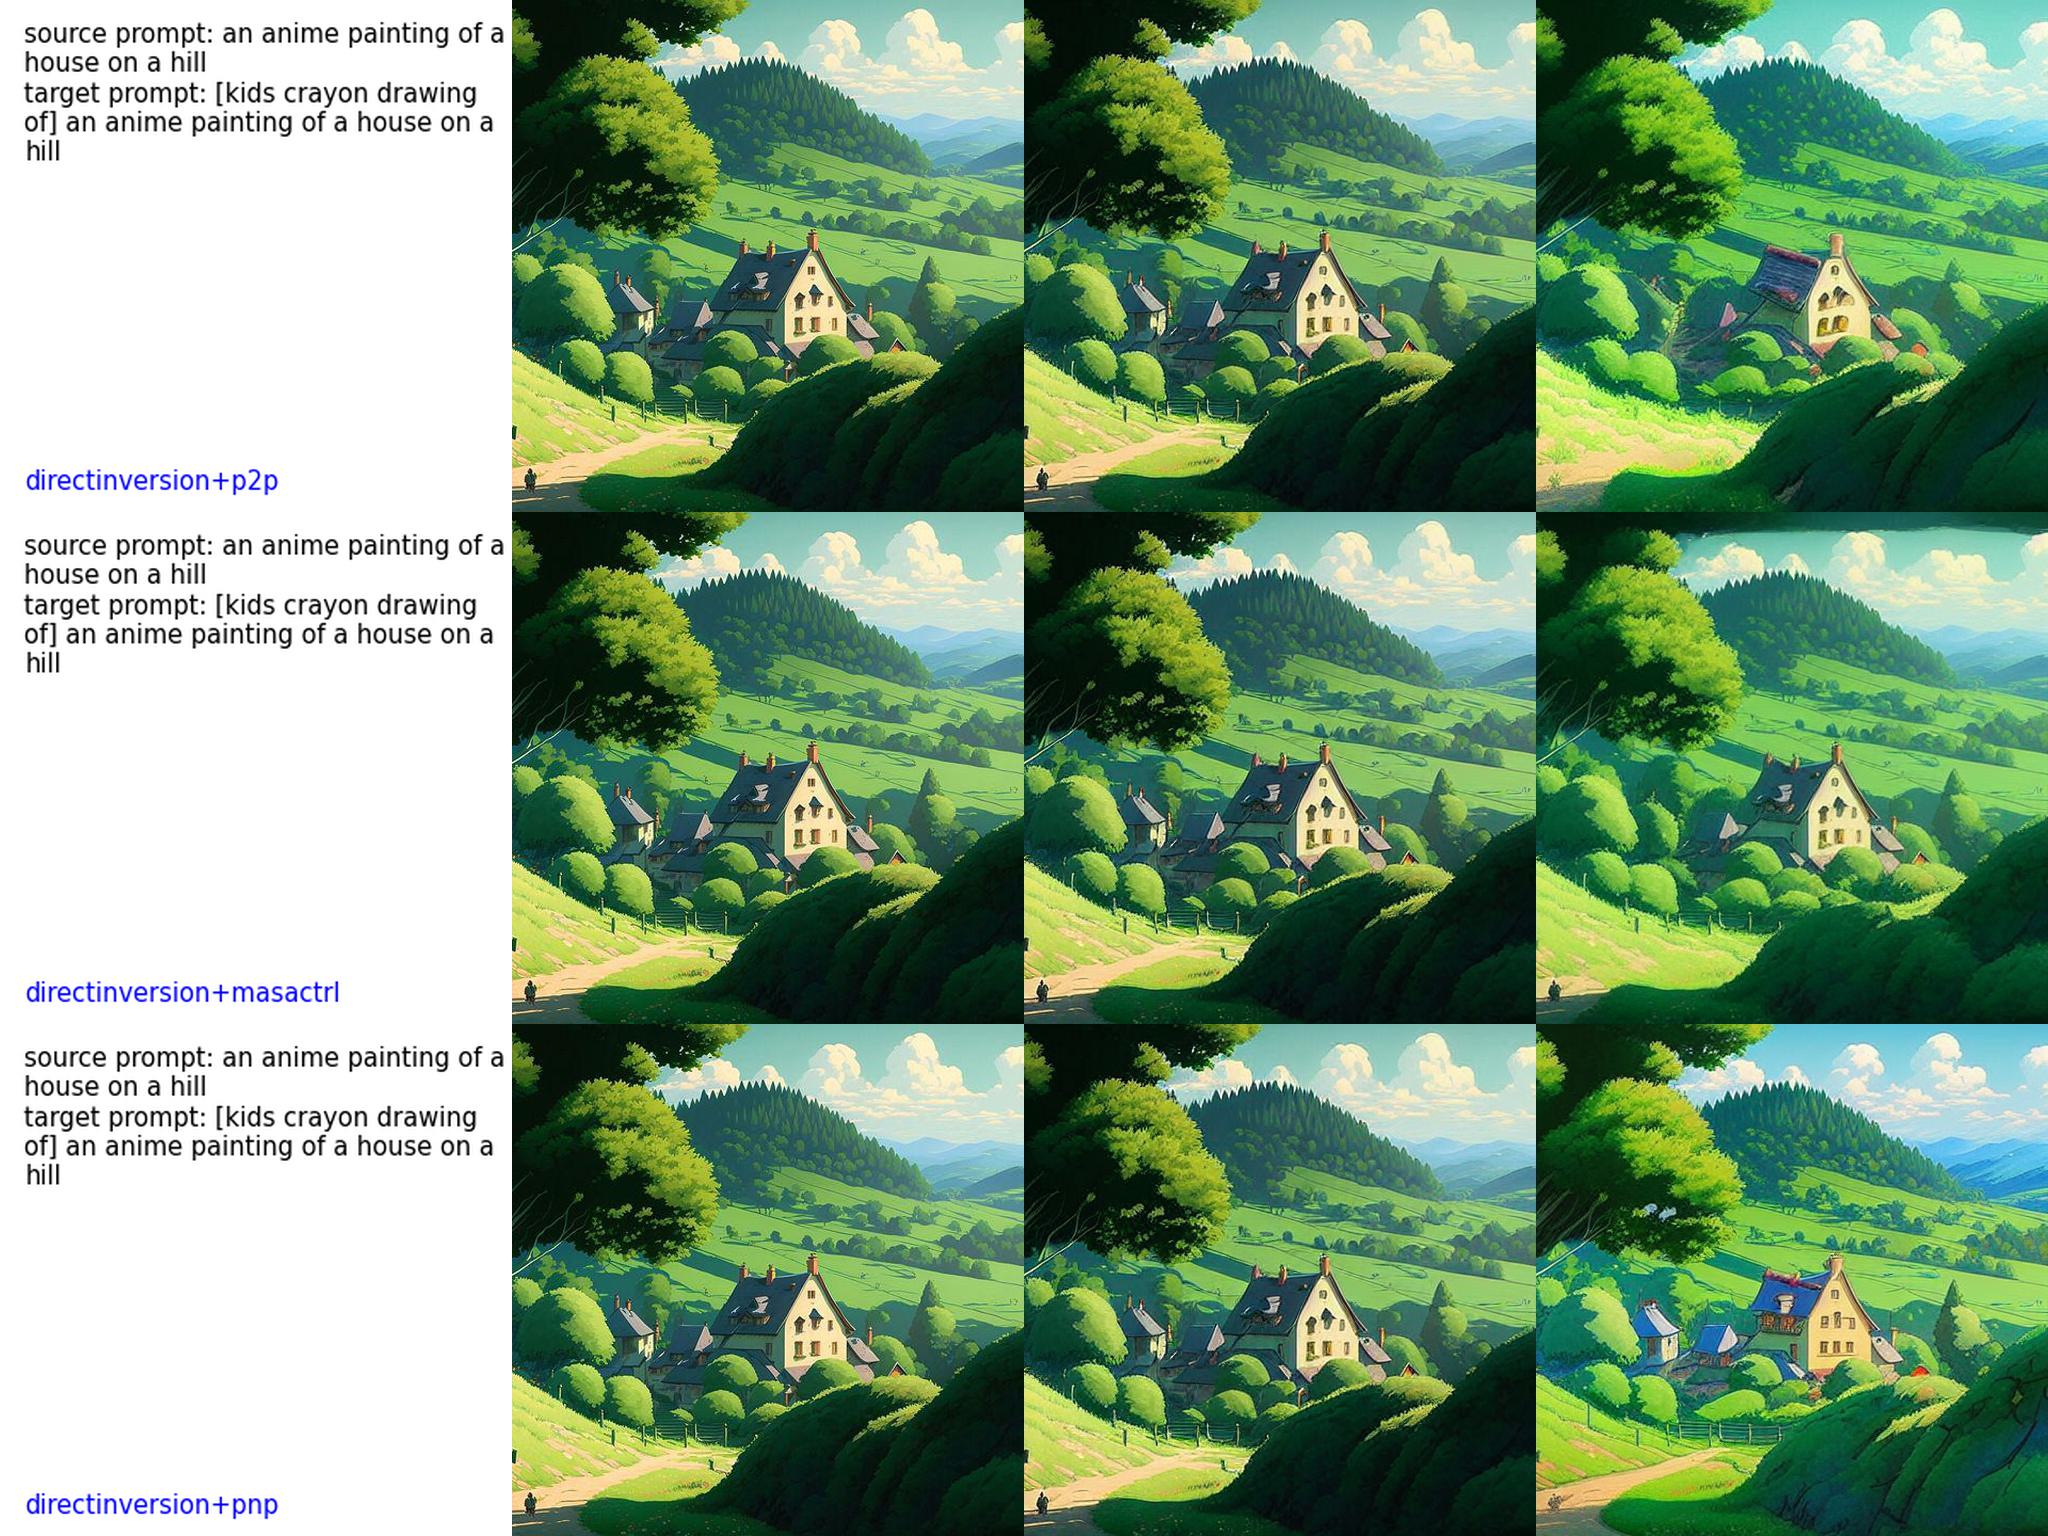 source prompt: an anime painting of a
house on a hill
target prompt: [kids crayon drawing
of] an anime painting of a house on a
hill
directinversion+p2p
source prompt: an anime painting of a
house on a hill
target prompt: [kids crayon drawing
of] an anime painting of a house on a
hill
directinversion+masactrl
source prompt: an anime painting of a
house on a hill
target prompt: [kids crayon drawing
of] an anime painting of a house on a
hill
directinversion+pnp